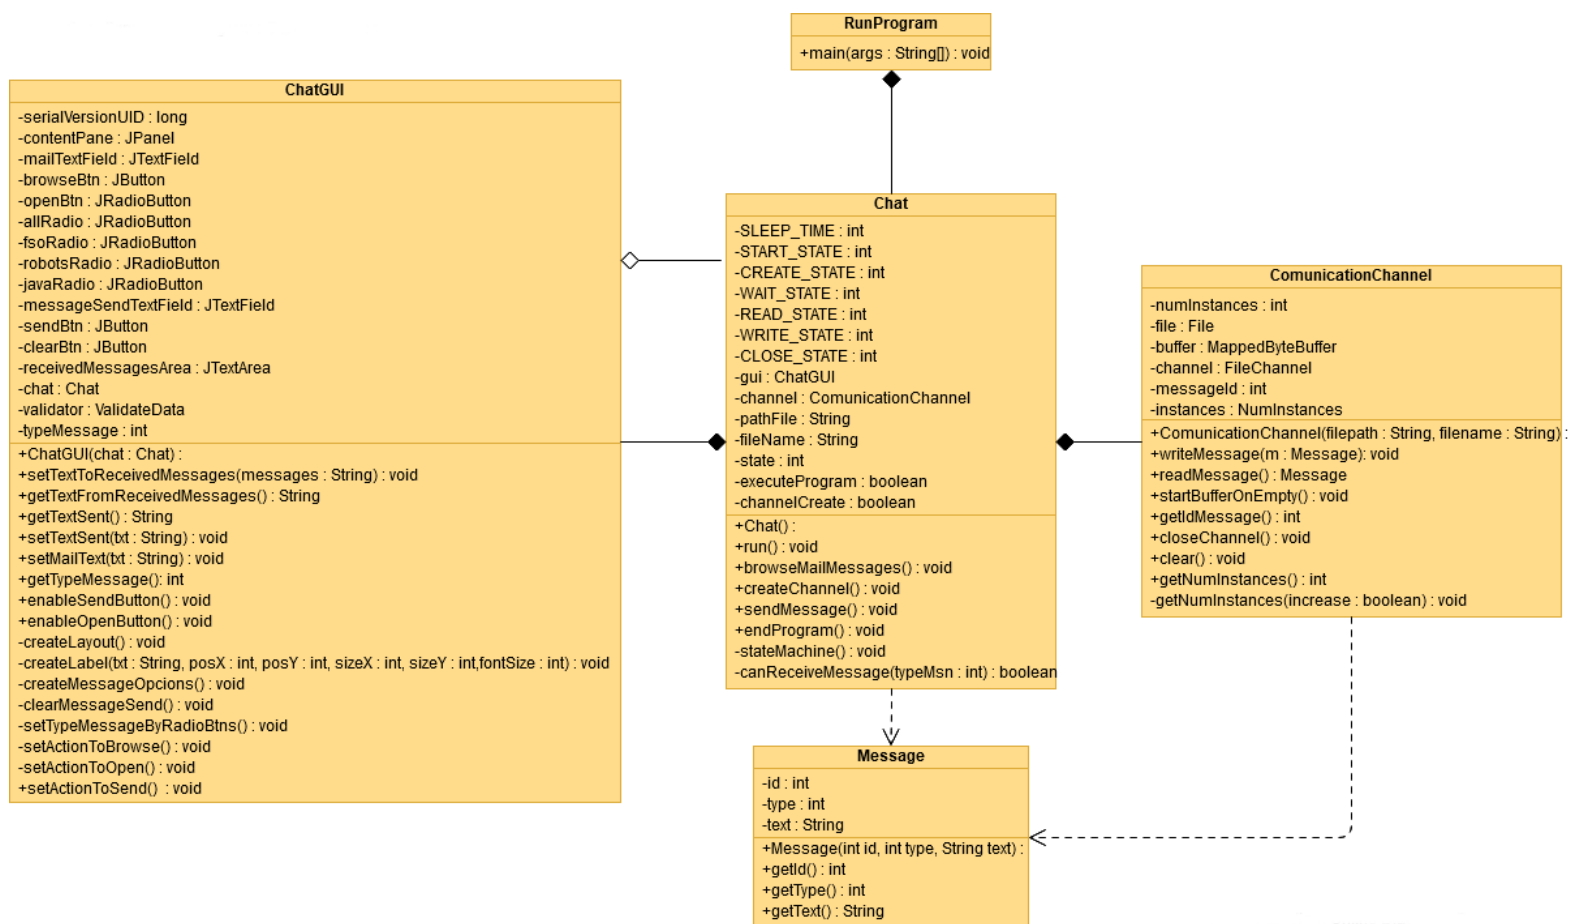 RunProgram
+main(args : String[]) : void
ChatGUI
-serialVersionUID : long
-contentPane : JPanel
-mailTextField : JTextField
-browseBtn : JButton
-openBtn : JRadioButton
-allRadio : JRadioButton
-fsoRadio : JRadioButton
-robotsRadio : JRadioButton
-javaRadio : JRadioButton
-messageSendTextField : JTextField
-sendBtn : JButton
-clearBtn : JButton
-receivedMessagesArea : JTextArea
-chat : Chat
-validator : ValidateData
-typeMessage : int
+ChatGUI(chat : Chat) :
+setTextToReceivedMessages(messages : String) : void
+getTextFromReceivedMessages() : String
+getTextSent() : String
+setTextSent(txt : String) : void
+setMailText(txt : String) : void
+getTypeMessage(): int
+enableSendButton() : void
+enableOpenButton() : void
-createLayout() : void
-createLabel(txt : String, posX : int, posY : int, sizeX : int, sizeY : int,fontSize : int) : void
-createMessageOpcions() : void
-clearMessageSend() : void
-setTypeMessageByRadioBtns() : void
-setActionToBrowse() : void
-setActionToOpen() : void
+setActionToSend() : void
Chat
-SLEEP_TIME : int
-START_STATE : int
-CREATE_STATE : int
-WAIT_STATE : int
-READ_STATE : int
-WRITE_STATE : int
-CLOSE_STATE : int
-gui : ChatGUI
-channel : ComunicationChannel
-pathFile : String
-fileName : String
-state : int
-executeProgram : boolean
-channelCreate : boolean
+Chat() :
+run() : void
+browseMailMessages() : void
+createChannel() : void
+sendMessage() : void
+endProgram() : void
-stateMachine() : void
-canReceiveMessage(typeMsn : int) : boolean
ComunicationChannel
-numInstances : int
-file : File
-buffer : MappedByteBuffer
-channel : FileChannel
-messageId : int
-instances : NumInstances
+ComunicationChannel(filepath : String, filename : String) :
+writeMessage(m : Message): void
+readMessage() : Message
+startBufferOnEmpty() : void
+getIdMessage() : int
+closeChannel() : void
+clear() : void
+getNumInstances() : int
-getNumInstances(increase : boolean) : void
Message
-id : int
-type : int
-text : String
+Message(int id, int type, String text) :
+getId() : int
+getType() : int
+getText() : String